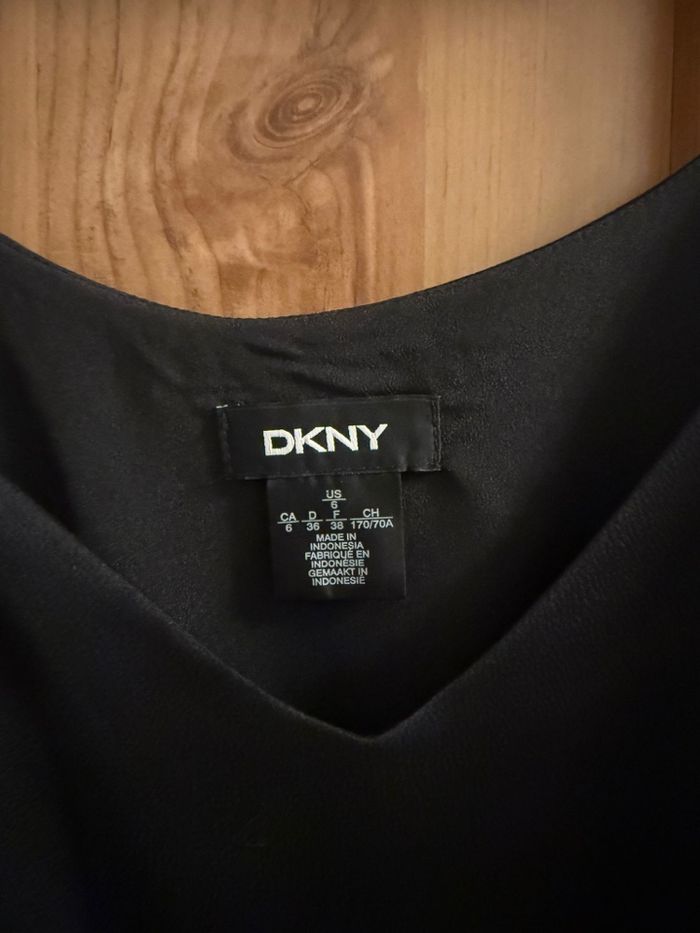 DKNY
US
6
CA D F CH
6 36 38 170/70A
MADE IN
INDONESIA
FABRIQUÉ EN
INDONÉSIE
GEMAAKT IN
INDONESIË